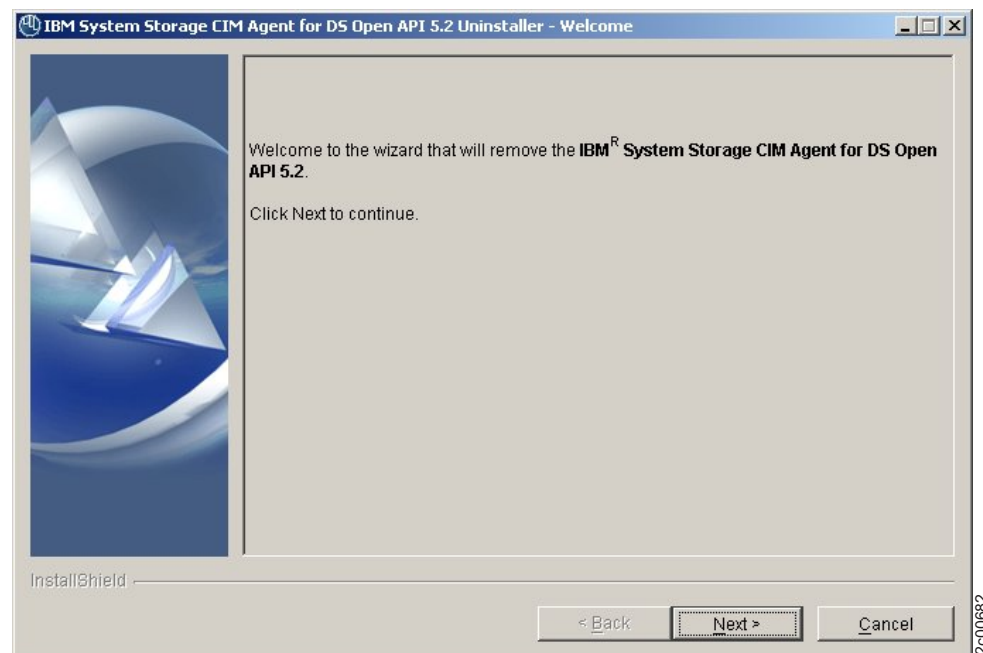 IBM System Storage CIM Agent for DS Open API 5.2 Uninstaller - Welcome
Welcome to the wizard that will remove the IBM^R System Storage CIM Agent for DS Open
API 5.2.
Click Next to continue.
InstallShield
< Back
Next >
Cancel
2c00682